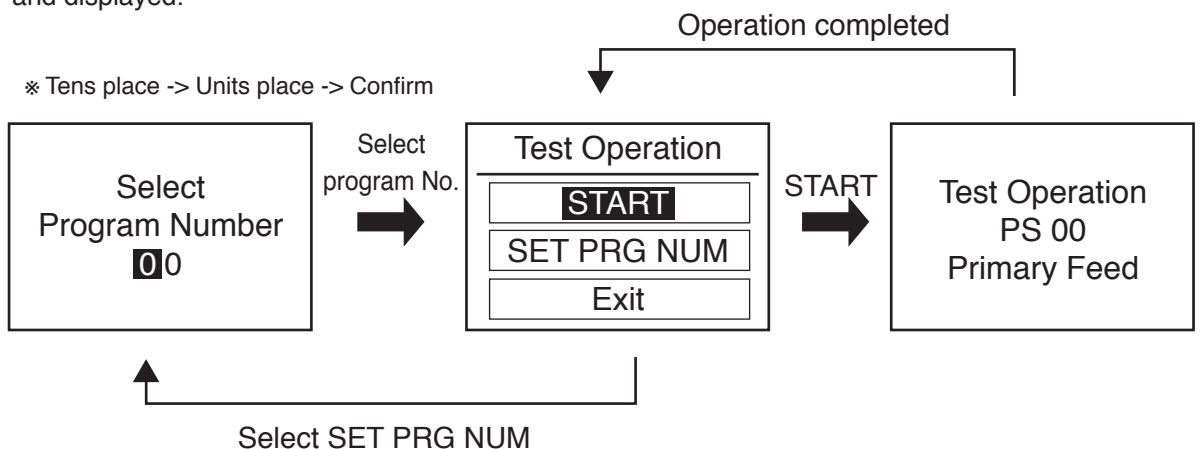 and displayed.
Operation completed
※ Tens place -> Units place -> Confirm
Select
Program Number
00
Select
program No.
Test Operation
START
SET PRG NUM
Exit
START
Test Operation
PS 00
Primary Feed
Select SET PRG NUM